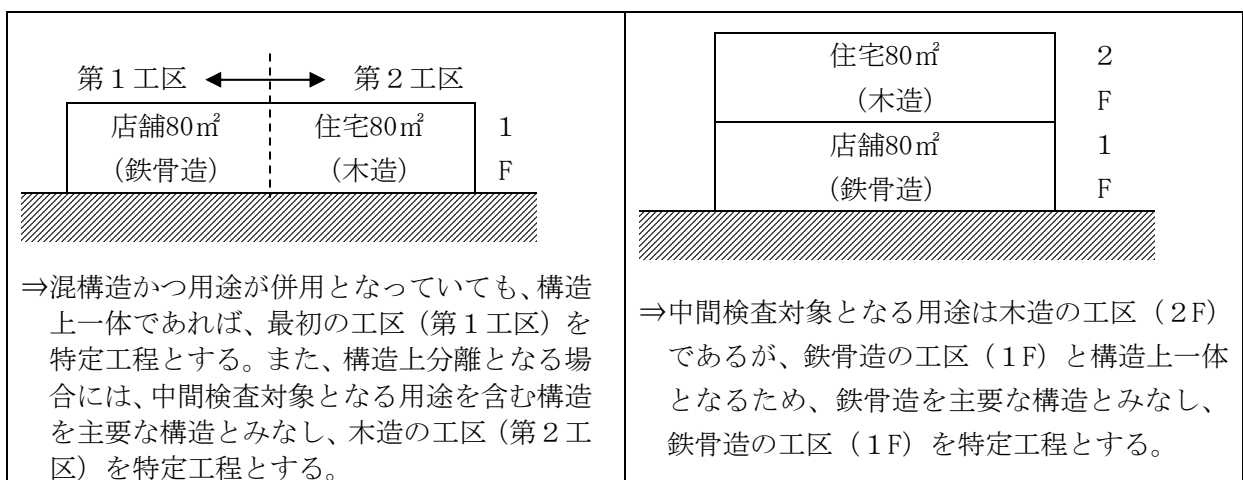 第１工区 第２工区
店舗80㎡ 住宅80㎡ 1
(鉄骨造) (木造) F
⇒混構造かつ用途が併用となっていても、構造
上一体であれば、最初の工区（第１工区）を
特定工程とする。また、構造上分離となる場
合には、中間検査対象となる用途を含む構造
を主要な構造とみなし、木造の工区（第２工
区）を特定工程とする。
住宅80㎡ 2
(木造) F
店舗80㎡ 1
(鉄骨造) F
⇒中間検査対象となる用途は木造の工区（２F）
であるが、鉄骨造の工区（１F）と構造上一体
となるため、鉄骨造を主要な構造とみなし、
鉄骨造の工区（１F）を特定工程とする。